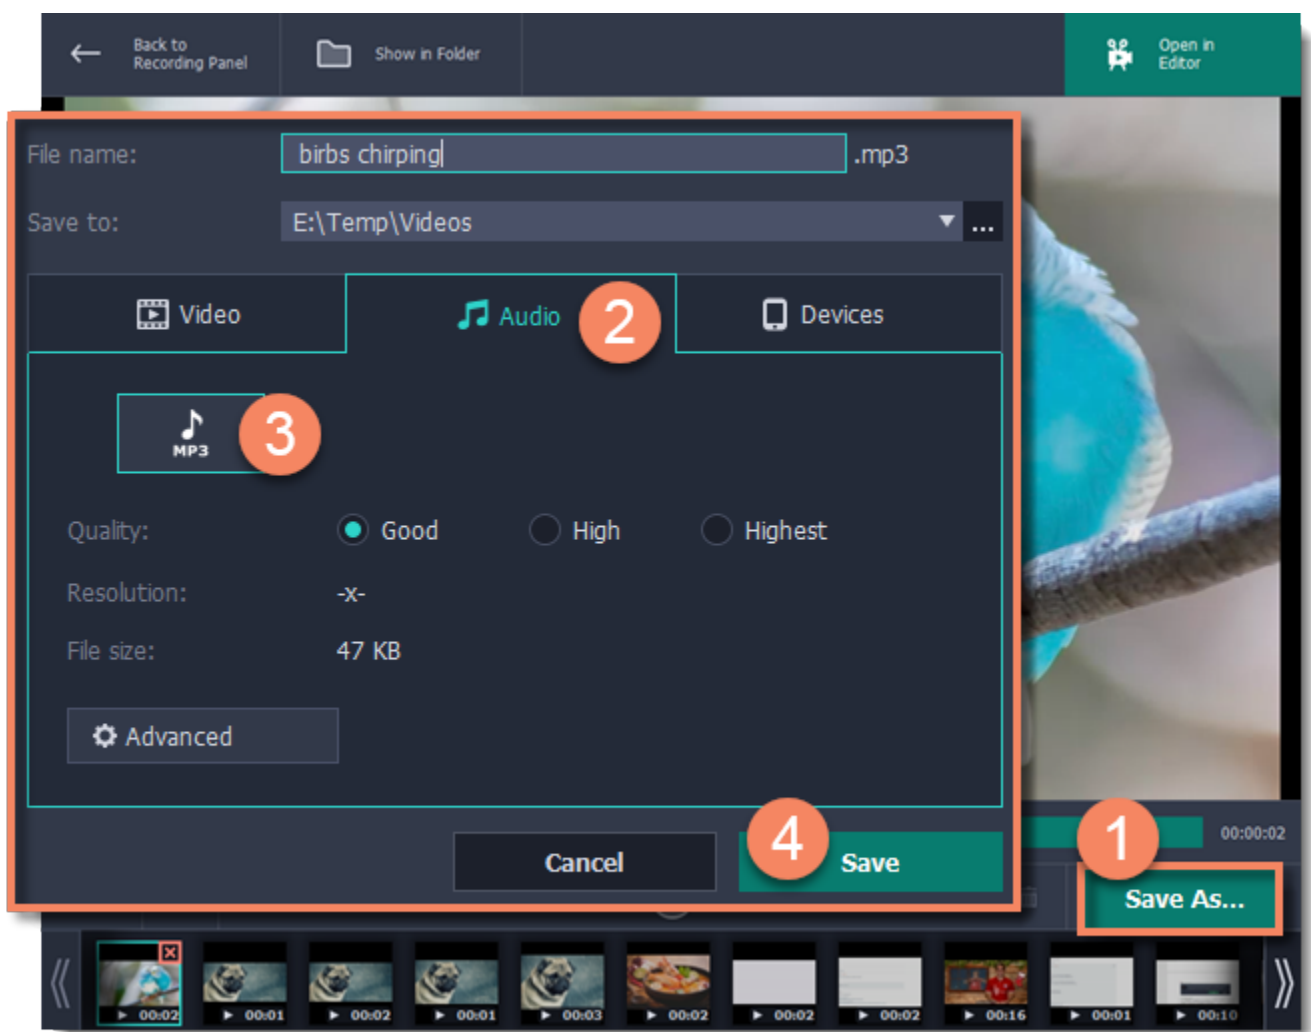 Back to
Recording Panel
Show in Folder
Open in
Editor
File name:
birbs chirping
.mp3
Save to:
E:\Temp\Videos
...
Video
Audio
2
Devices
MP3
3
Quality:
Good
High
Highest
Resolution:
-x-
File size:
47 KB
Advanced
Cancel
4
Save
1
00:00:02
Save As...
00:02
00:01
00:02
00:01
00:03
00:02
00:02
00:02
00:16
00:01
00:10